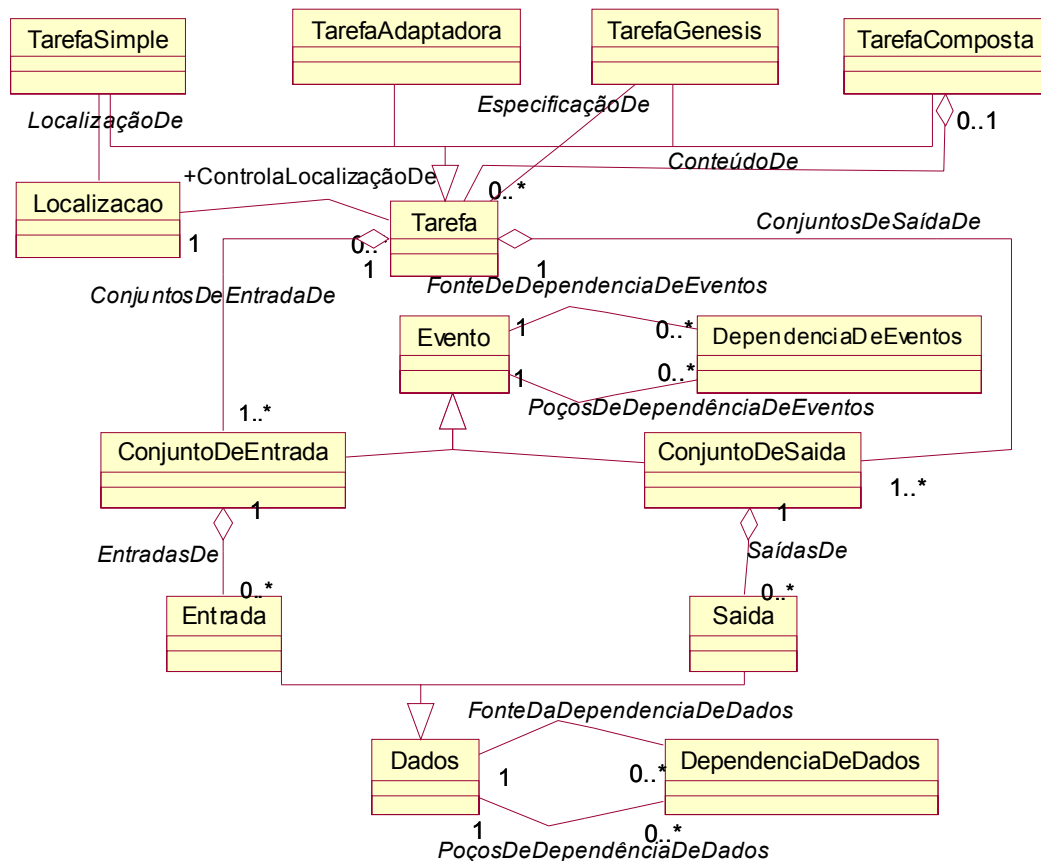 TarefaSimple
TarefaAdaptadora
TarefaGenesis
TarefaComposta
LocalizaçãoDe
EspecificaçãoDe
0..1
ConteúdoDe
+ControlaLocalizaçãoDe
Localizacao
0..*
Tarefa
ConjuntosDeSaídaDe
1
0..*
1
1
ConjuntosDeEntradaDe
FonteDeDependenciaDeEventos
Evento
1
0..*
DependenciaDeEventos
1
0..*
PoçosDeDependênciaDeEventos
1..*
ConjuntoDeEntrada
ConjuntoDeSaida
1..*
1
1
EntradasDe
SaídasDe
0..*
0..*
Entrada
Saida
FonteDaDependenciaDeDados
Dados
DependenciaDeDados
1
0..*
1
0..*
PoçosDeDependênciaDeDados